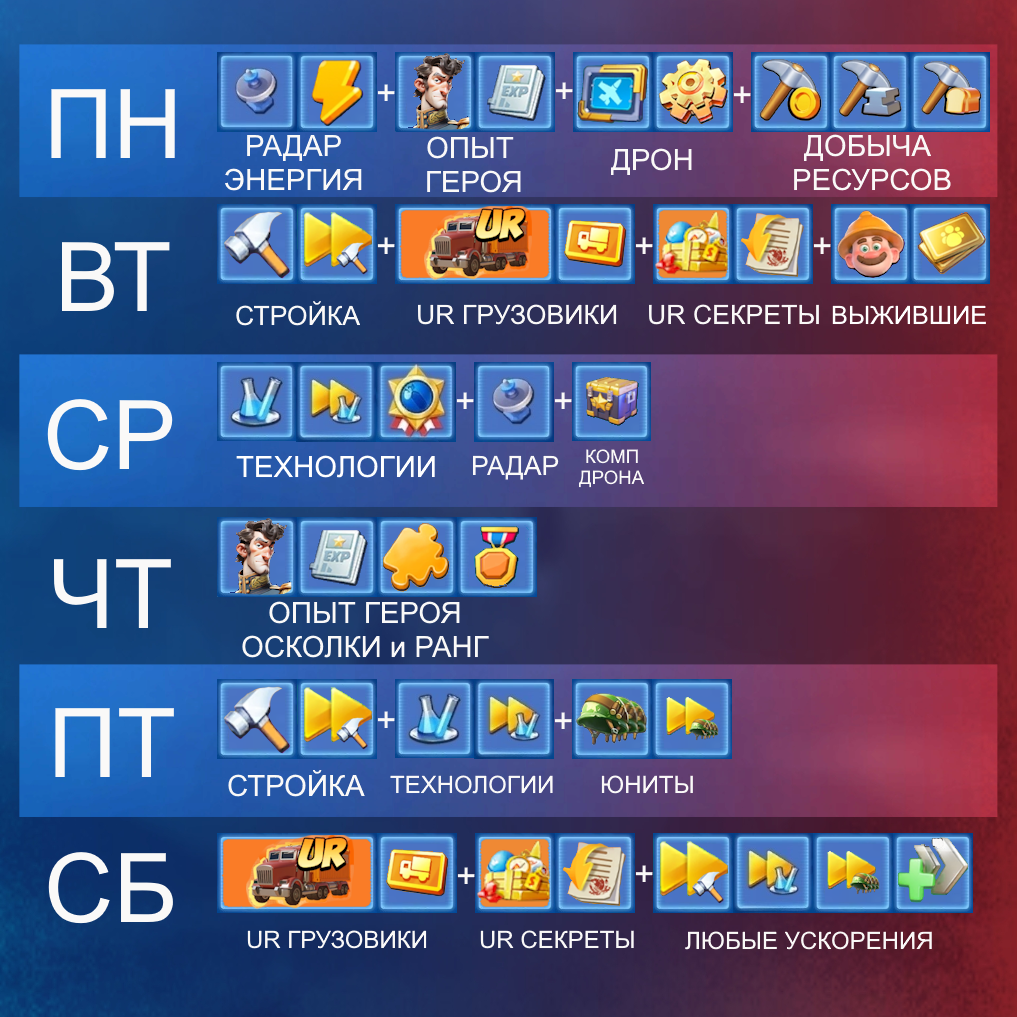 ПН
EXP
РАДАР
ЭНЕРГИЯ
ОПЫТ
ГЕРОЯ
ДРОН
ДОБЫЧА
РЕСУРСОВ
ВТ
UR
СТРОЙКА
UR ГРУЗОВИКИ
UR СЕКРЕТЫ
ВЫЖИВШИЕ
СР
ТЕХНОЛОГИИ
РАДАР
КОМП
ДРОНА
ЧТ
EXP
ОПЫТ ГЕРОЯ
ОСКОЛКИ и РАНГ
ПТ
СТРОЙКА
ТЕХНОЛОГИИ
ЮНИТЫ
СБ
UR
UR ГРУЗОВИКИ
UR СЕКРЕТЫ
ЛЮБЫЕ УСКОРЕНИЯ